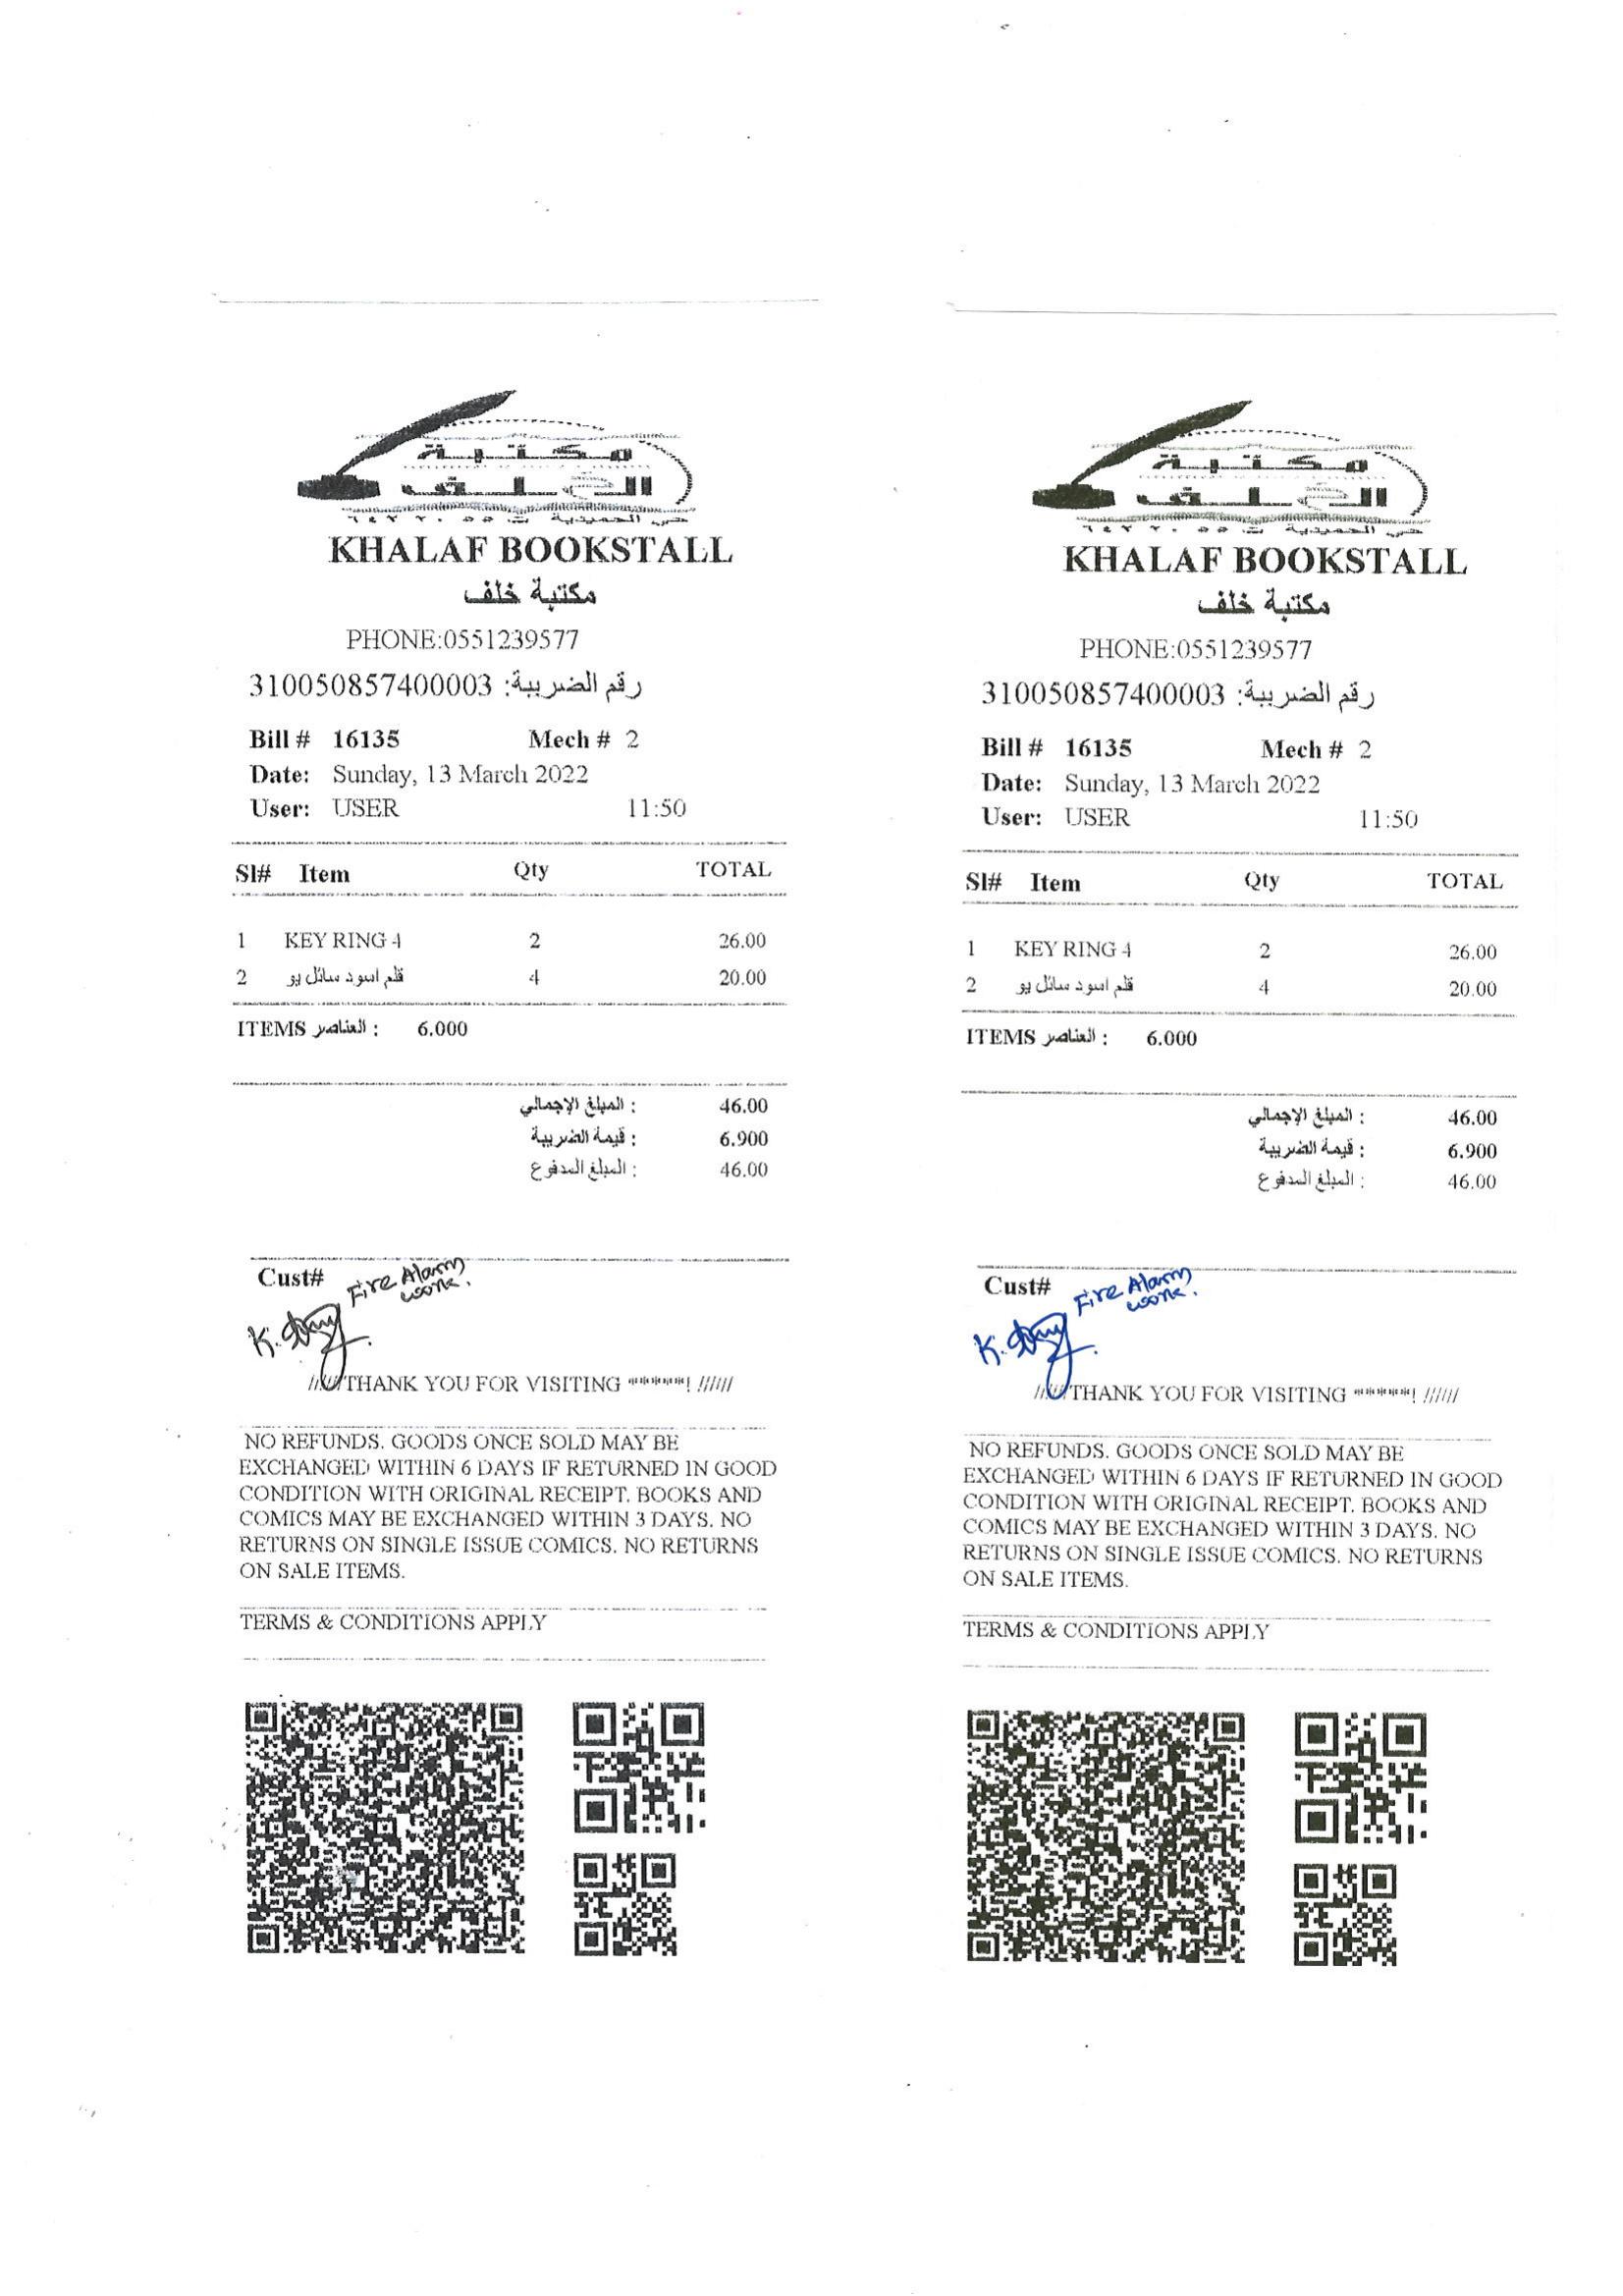 مكتبة
الخلف
KHALAF BOOKSTALL
مكتبة خلف
PHONE:0551239577
رقم الضريبة: 310050857400003
Bill # 16135 Mech # 2
Date: Sunday, 13 March 2022
User: USER 11:50
Sl# Item Qty TOTAL
1 KEY RING 4 2 26.00
2 قلم اسود سائل يو 4 20.00
ITEMS العناصر : 6.000
المبلغ الإجمالي : 46.00
قيمة الضريبة : 6.900
المبلغ المدفوع : 46.00
Cust#
Fire Alarm
work.
//////THANK YOU FOR VISITING ******! //////
NO REFUNDS. GOODS ONCE SOLD MAY BE
EXCHANGED WITHIN 6 DAYS IF RETURNED IN GOOD
CONDITION WITH ORIGINAL RECEIPT. BOOKS AND
COMICS MAY BE EXCHANGED WITHIN 3 DAYS. NO
RETURNS ON SINGLE ISSUE COMICS. NO RETURNS
ON SALE ITEMS.
TERMS & CONDITIONS APPLY
مكتبة
الخلف
KHALAF BOOKSTALL
مكتبة خلف
PHONE:0551239577
رقم الضريبة: 310050857400003
Bill # 16135 Mech # 2
Date: Sunday, 13 March 2022
User: USER 11:50
Sl# Item Qty TOTAL
1 KEY RING 4 2 26.00
2 قلم اسود سائل يو 4 20.00
ITEMS العناصر : 6.000
المبلغ الإجمالي : 46.00
قيمة الضريبة : 6.900
المبلغ المدفوع : 46.00
Cust#
Fire Alarm
work.
//////THANK YOU FOR VISITING ******! //////
NO REFUNDS. GOODS ONCE SOLD MAY BE
EXCHANGED WITHIN 6 DAYS IF RETURNED IN GOOD
CONDITION WITH ORIGINAL RECEIPT. BOOKS AND
COMICS MAY BE EXCHANGED WITHIN 3 DAYS. NO
RETURNS ON SINGLE ISSUE COMICS. NO RETURNS
ON SALE ITEMS.
TERMS & CONDITIONS APPLY